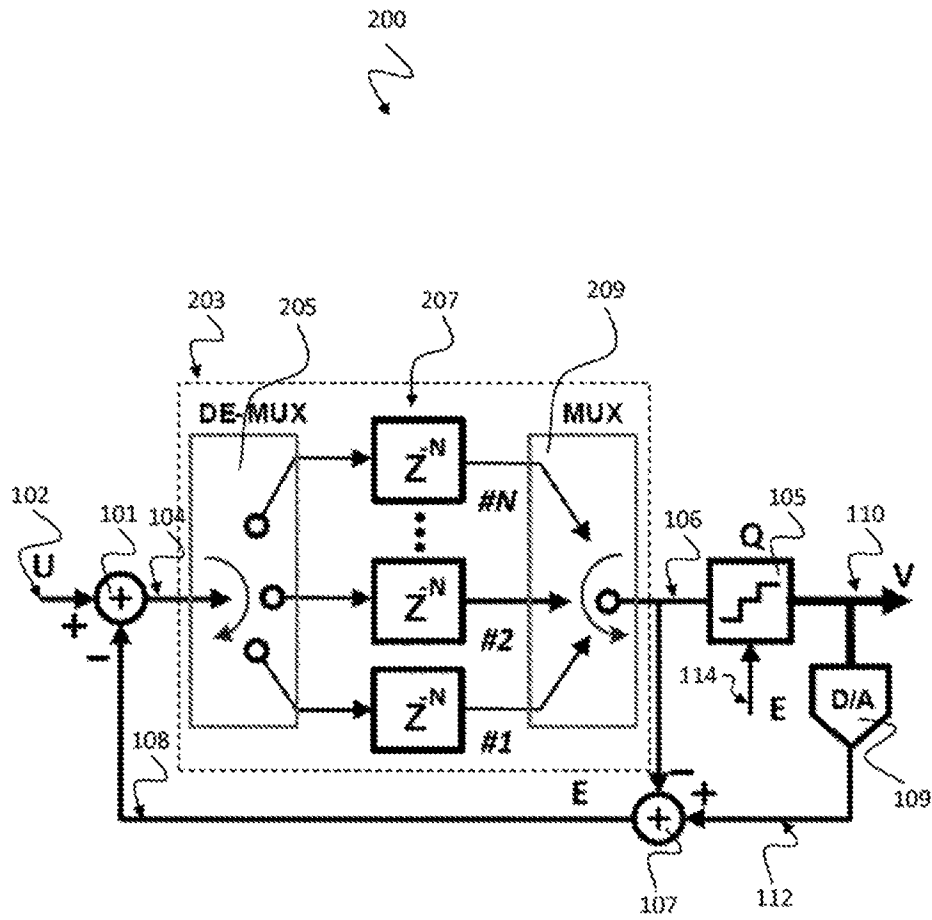 200
203
205
207
209
DE-MUX
MUX
Z^-N
#N
102
101
104
106
Q
105
110
U
+
V
+
−
Z^-N
#2
114
E
D/A
Z^-N
#1
108
E
−
+
+
109
107
112